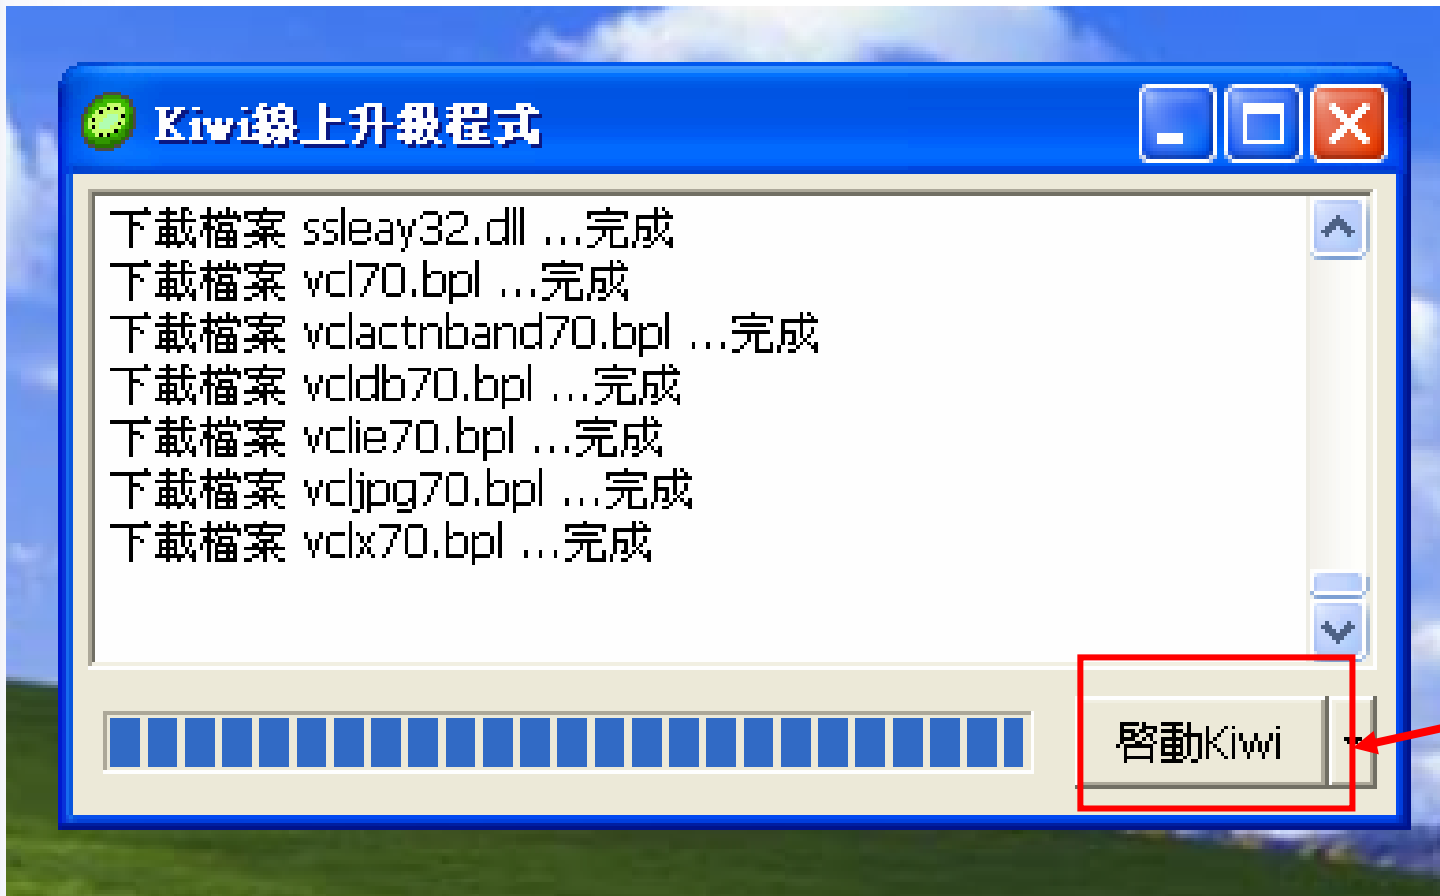 Kiwi線上升級程式
下載檔案 ssleay32.dll ...完成
下載檔案 vcl70.bpl ...完成
下載檔案 vclactnband70.bpl ...完成
下載檔案 vcldb70.bpl ...完成
下載檔案 vclie70.bpl ...完成
下載檔案 vcljpg70.bpl ...完成
下載檔案 vclx70.bpl ...完成
啓動Kiwi